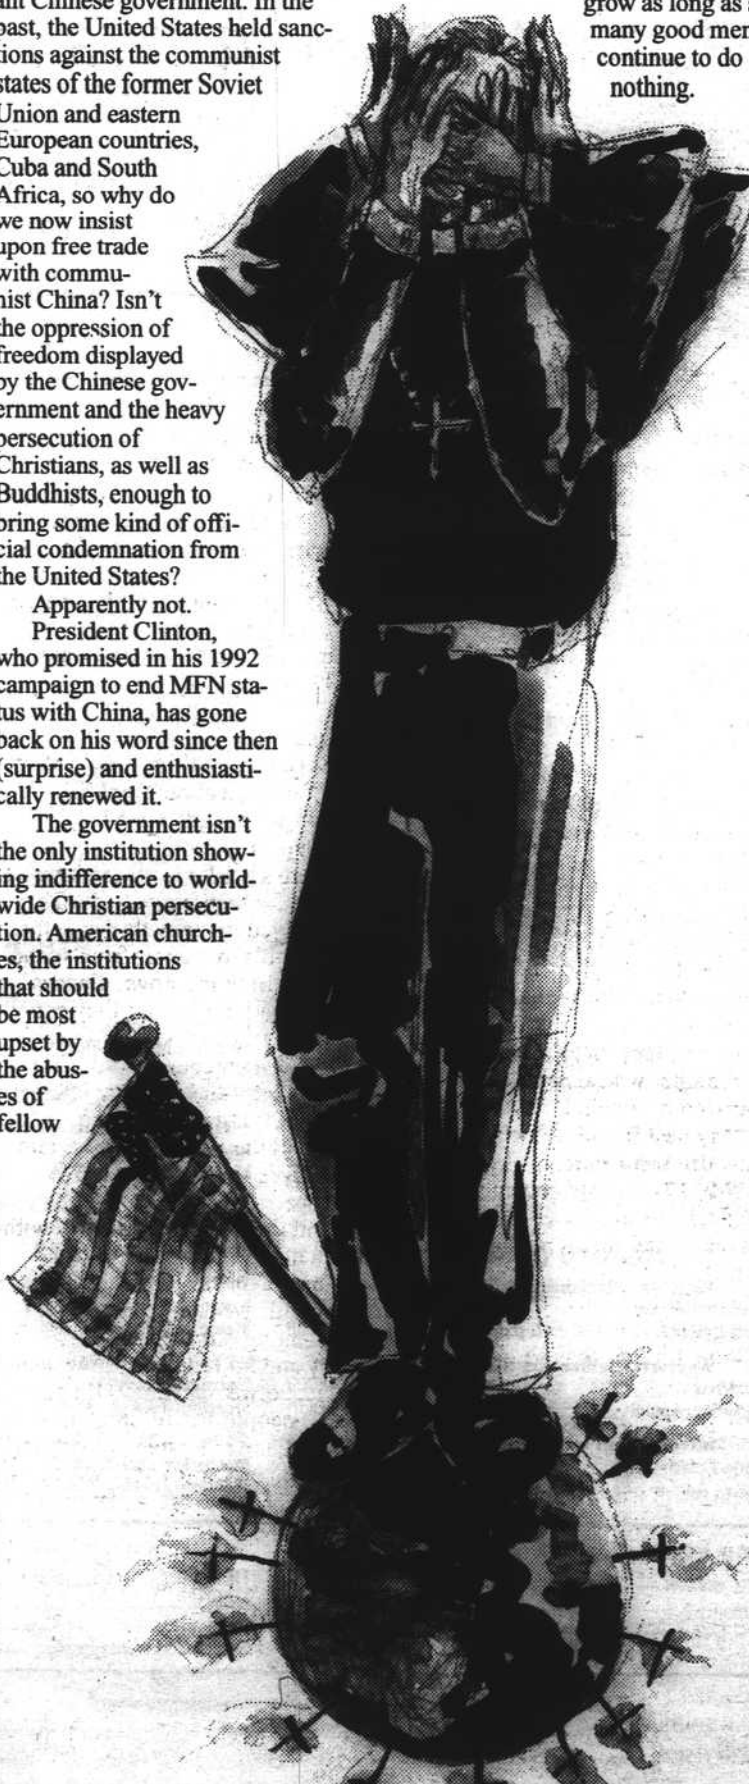 ant Chinese government. In the
past, the United States held sanc-
tions against the communist
states of the former Soviet
Union and eastern
European countries,
Cuba and South
Africa, so why do
we now insist
upon free trade
with commu-
nist China? Isn't
the oppression of
freedom displayed
by the Chinese gov-
ernment and the heavy
persecution of
Christians, as well as
Buddhists, enough to
bring some kind of offi-
cial condemnation from
the United States?
Apparently not.
President Clinton,
who promised in his 1992
campaign to end MFN sta-
tus with China, has gone
back on his word since then
(surprise) and enthusiasti-
cally renewed it.
The government isn't
the only institution show-
ing indifference to world-
wide Christian persecu-
tion. American church-
es, the institutions
that should
be most
upset by
the abus-
es of
fellow
grow as long as
many good men
continue to do
nothing.